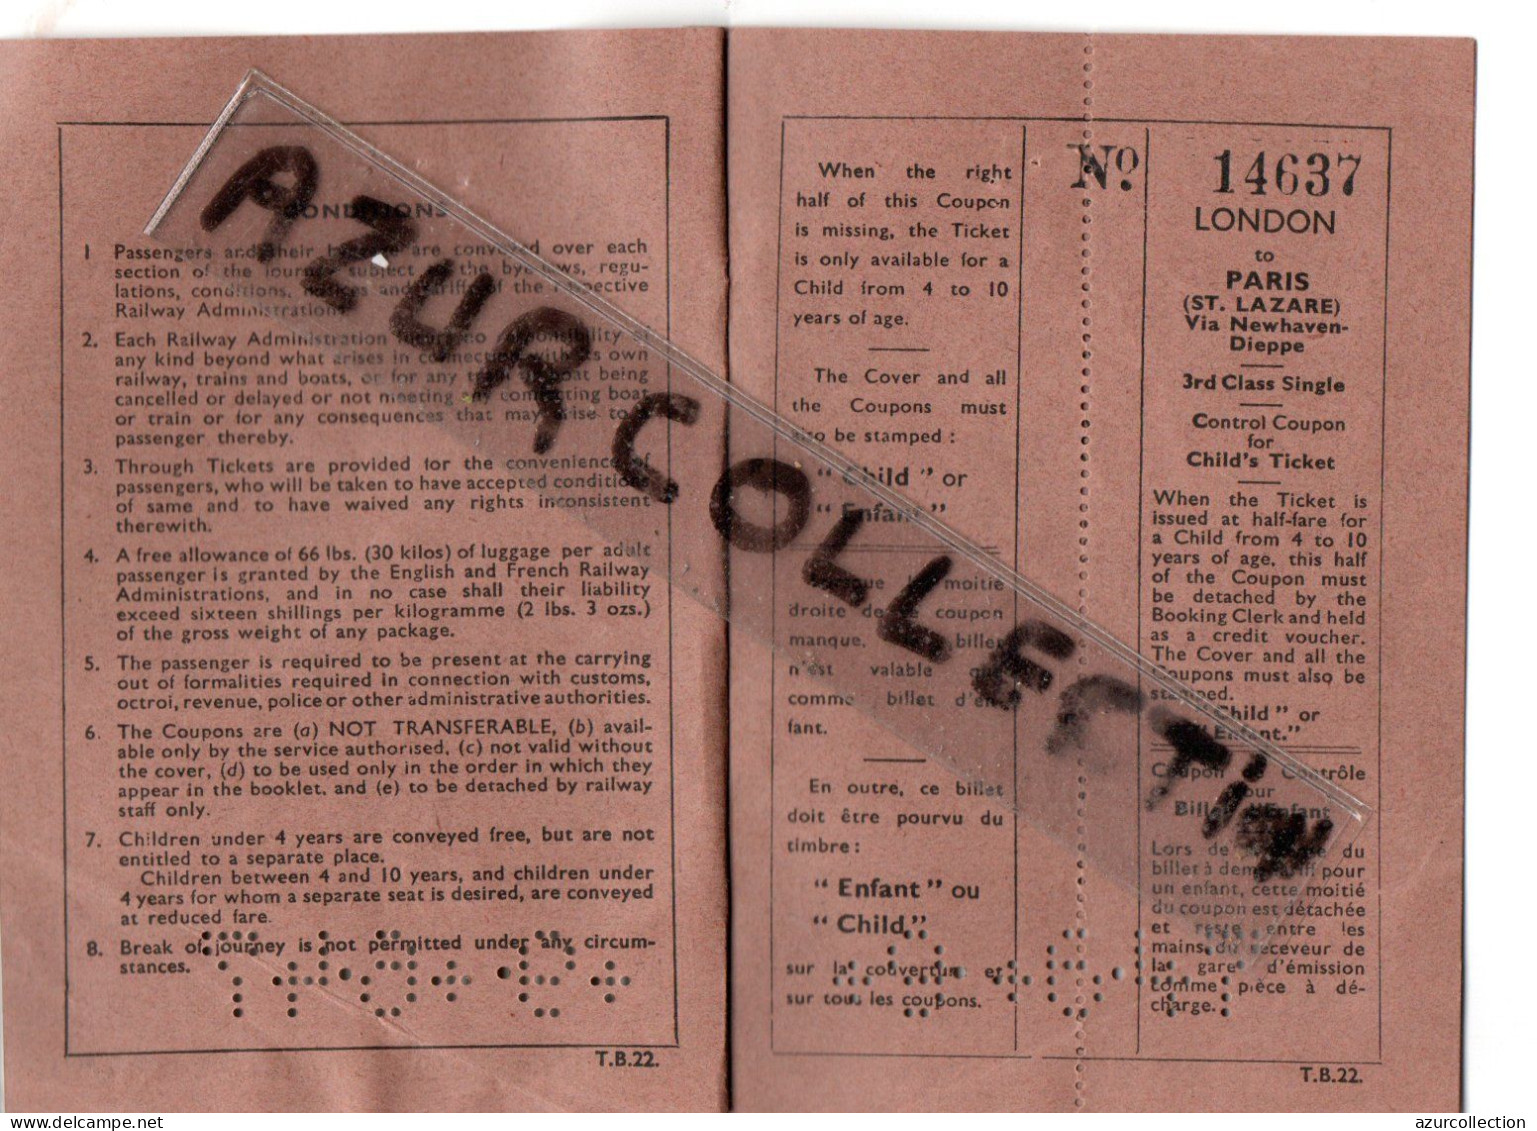 CONDITIONS
1 Passengers and their are conveyed over each
section of the journey subject the bye-laws, regu-
lations, conditions, notices and of the respective
Railway Administration
2. Each Railway Administration no responsibility of
any kind beyond what arises in connection with its own
railway, trains and boats, or for any boat being
cancelled or delayed or not meeting any connecting boat
or train or for any consequences that may arise to a
passenger thereby.
3. Through Tickets are provided for the convenience of
passengers, who will be taken to have accepted conditions
of same and to have waived any rights inconsistent
therewith.
4. A free allowance of 66 lbs. (30 kilos) of luggage per adult
passenger is granted by the English and French Railway
Administrations, and in no case shall their liability
exceed sixteen shillings per kilogramme (2 lbs. 3 ozs.)
of the gross weight of any package.
5. The passenger is required to be present at the carrying
out of formalities required in connection with customs,
octroi, revenue, police or other administrative authorities.
6. The Coupons are (a) NOT TRANSFERABLE, (b) avail-
able only by the service authorised, (c) not valid without
the cover, (d) to be used only in the order in which they
appear in the booklet, and (e) to be detached by railway
staff only.
7. Children under 4 years are conveyed free, but are not
entitled to a separate place.
Children between 4 and 10 years, and children under
4 years for whom a separate seat is desired, are conveyed
at reduced fare.
8. Break of journey is not permitted under any circum-
stances.
T.B.22.
AZUR COLLECTION
When the right
half of this Coupon
is missing, the Ticket
is only available for a
Child from 4 to 10
years of age.
The Cover and all
the Coupons must
also be stamped :
"Child" or
"Enfant"
moitie
droite de coupon
manque, billet
n'est valable que
comme billet d'en-
fant.
En outre, ce billet
doit être pourvu du
timbre :
"Enfant" ou
"Child,"
sur la couverture et
sur tous les coupons.
No. 14637
LONDON
to
PARIS
(ST. LAZARE)
Via Newhaven-
Dieppe
3rd Class Single
Control Coupon
for
Child's Ticket
When the Ticket is
issued at half-fare for
a Child from 4 to 10
years of age, this half
of the Coupon must
be detached by the
Booking Clerk and held
as a credit voucher.
The Cover and all the
Coupons must also be
stamped.
"Child" or
"Enfant."
Coupon Contrôle
pour
Billet d'Enfant
Lors de du
billet à demi pour
un enfant, cette moitié
du coupon est détachée
et reste entre les
mains du receveur de
la gare d'émission
comme pièce à dé-
charge.
T.B.22.
delcampe.net
azurcollection